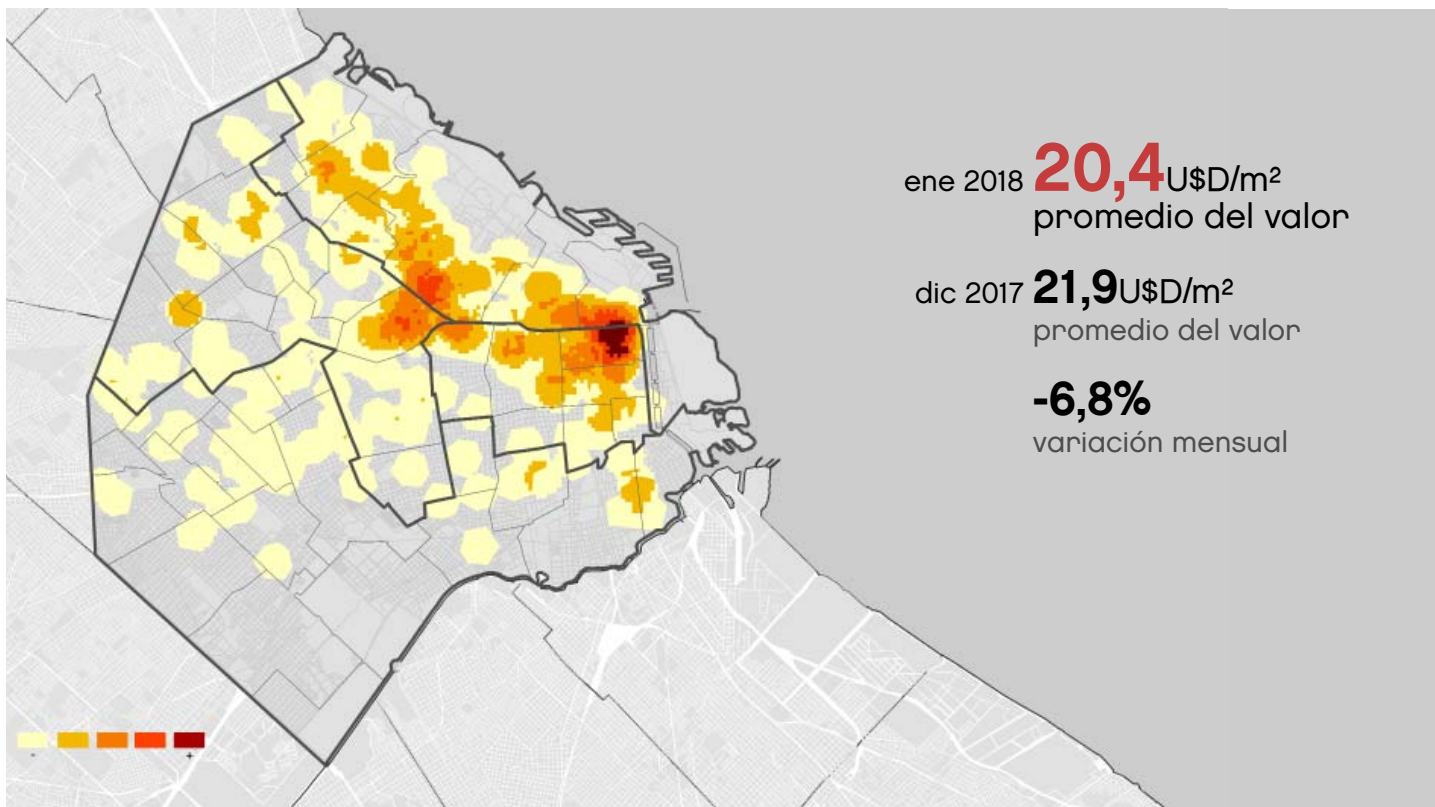 ene 2018 20,4U$D/m²
promedio del valor
dic 2017 21,9U$D/m²
promedio del valor
-6,8%
variación mensual
- +